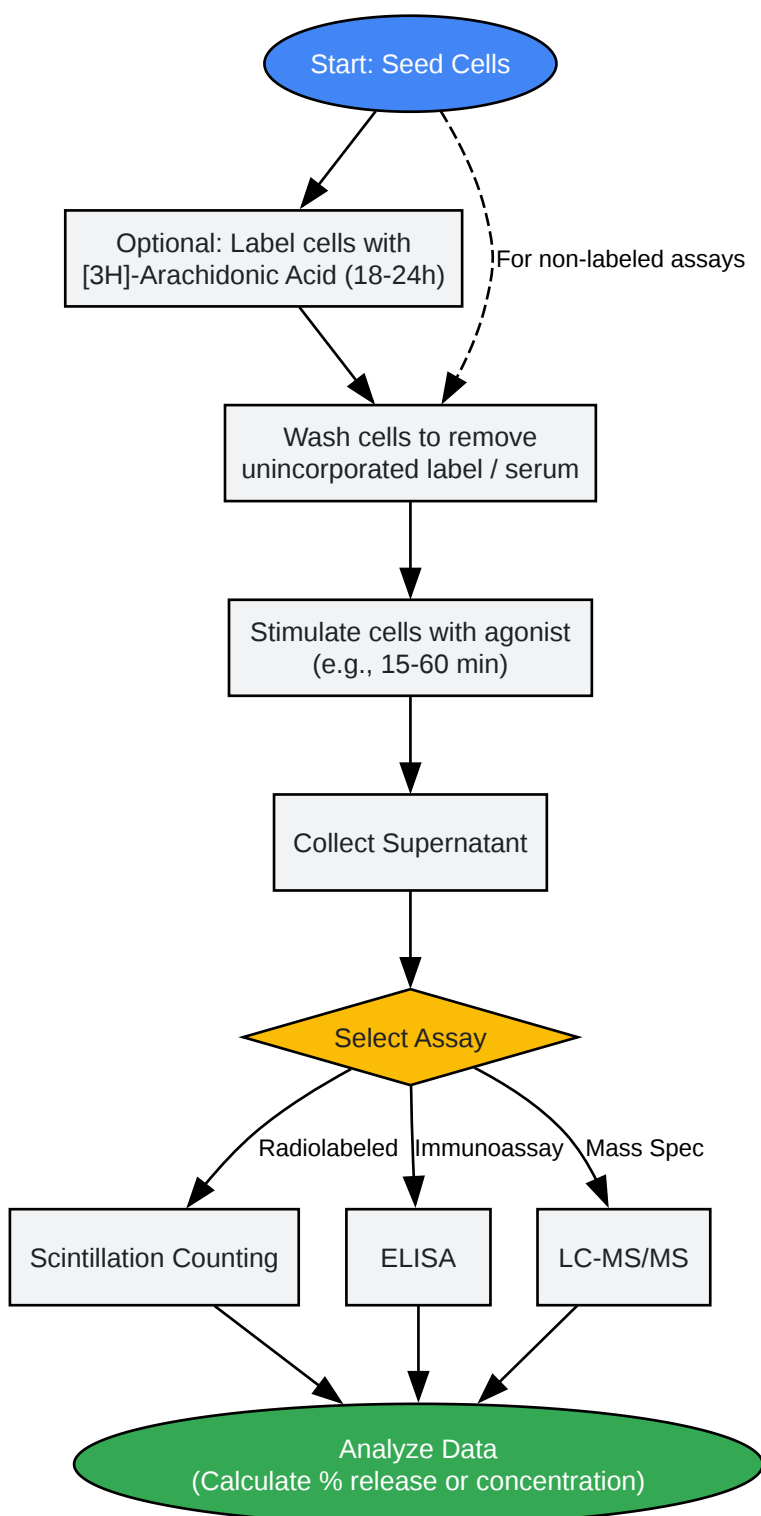 Start: Seed Cells
Optional: Label cells with
[3H]-Arachidonic Acid (18-24h)
For non-labeled assays
Wash cells to remove
unincorporated label / serum
Stimulate cells with agonist
(e.g., 15-60 min)
Collect Supernatant
Select Assay
Radiolabeled
Immunoassay
Mass Spec
Scintillation Counting
ELISA
LC-MS/MS
Analyze Data
(Calculate % release or concentration)